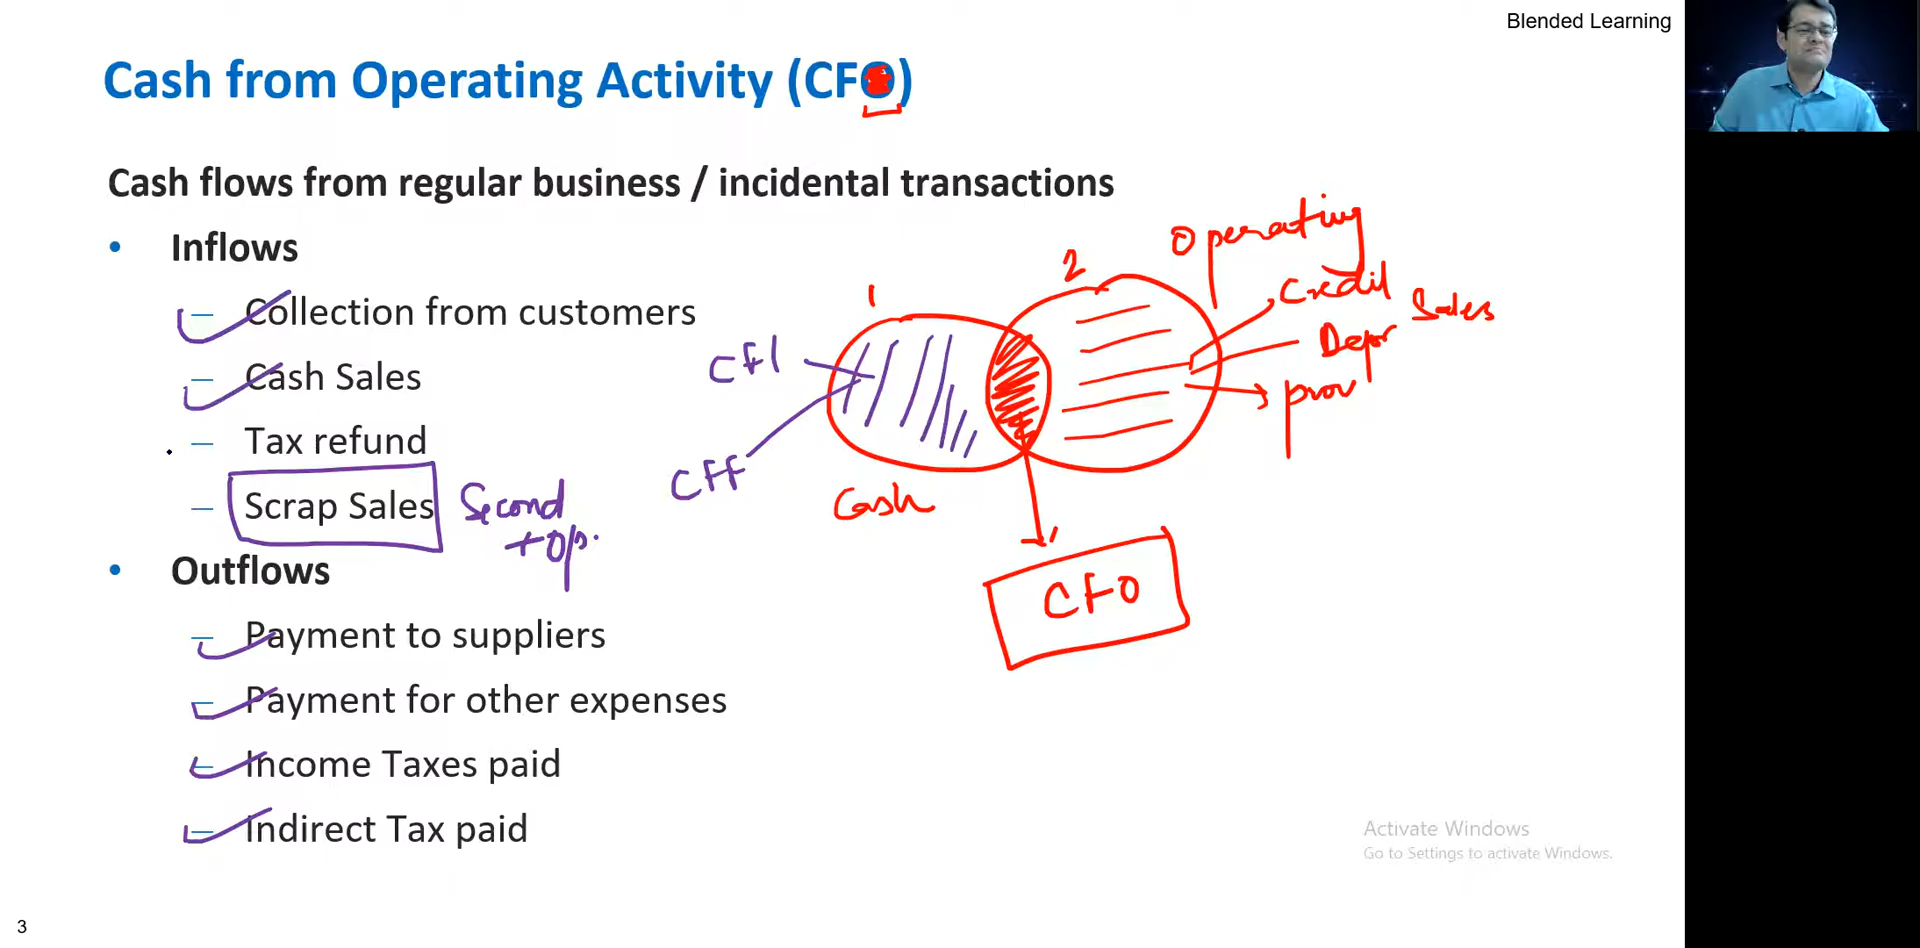 Blended Learning
Cash from Operating Activity (CFO)
Cash flows from regular business / incidental transactions
• Inflows
– Collection from customers
– Cash Sales
– Tax refund
– Scrap Sales
Second
+ Op.
• Outflows
– Payment to suppliers
– Payment for other expenses
– Income Taxes paid
– Indirect Tax paid
1
2
Operating
Credit Sales
Depr
prov
CFI
CFF
Cash
CFO
Activate Windows
Go to Settings to activate Windows.
3